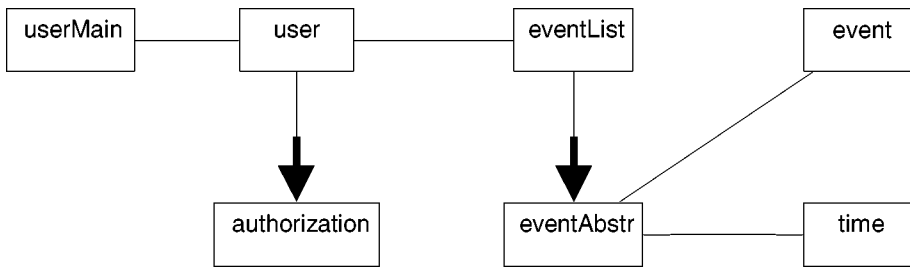 userMain
user
eventList
event
authorization
eventAbstr
time